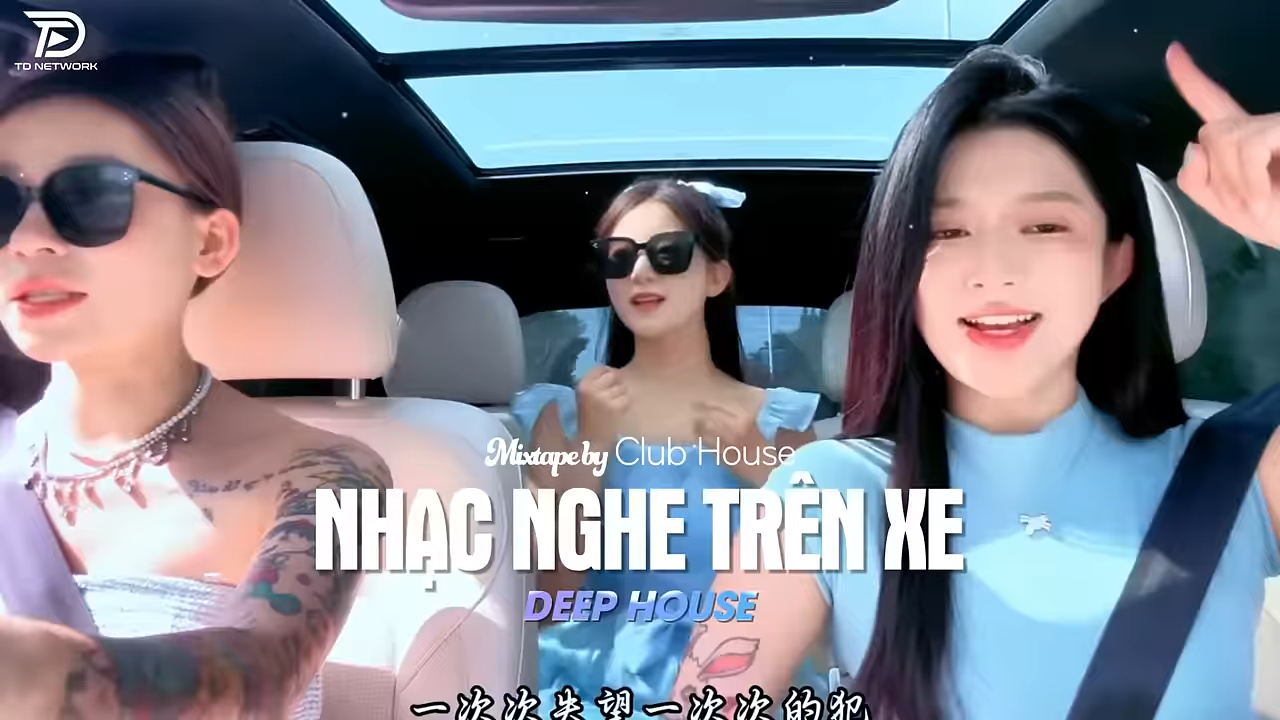 TD NETWORK
Mixtape by Club House
NHẠC NGHE TRÊN XE
DEEP HOUSE
一次次失望一次次的犯